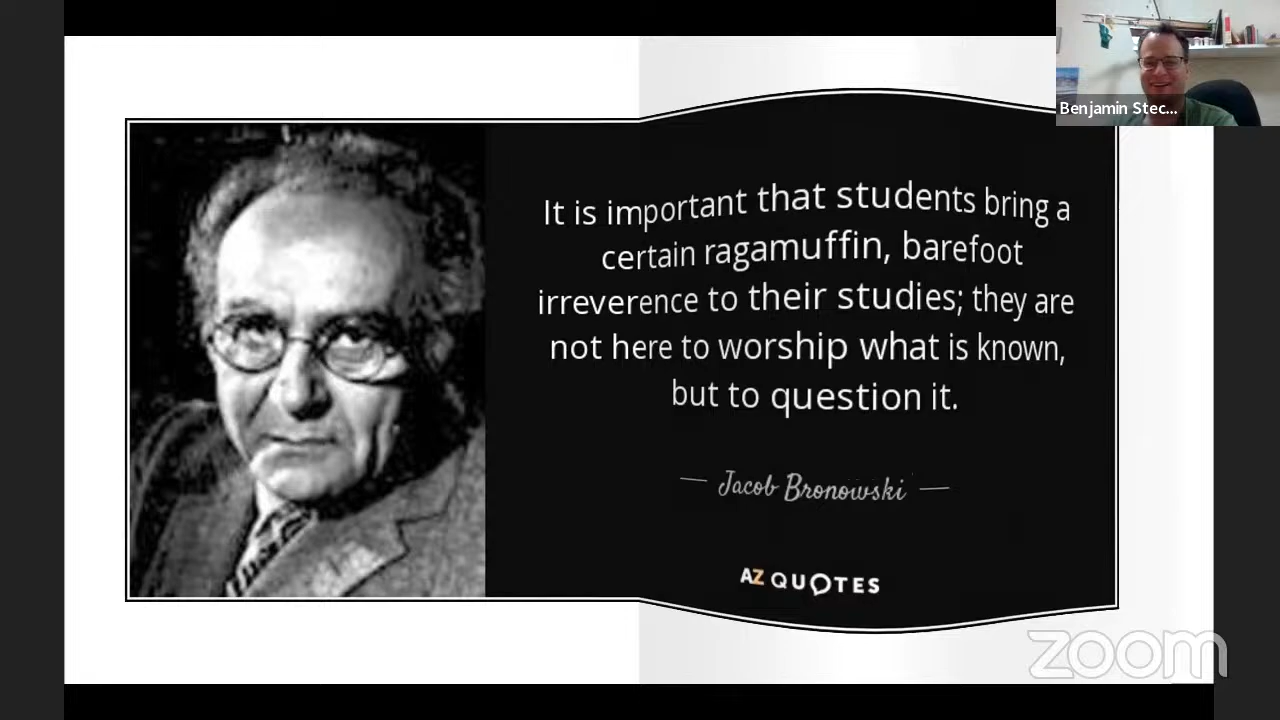 Benjamin Stec...
It is important that students bring a
certain ragamuffin, barefoot
irreverence to their studies; they are
not here to worship what is known,
but to question it.
— Jacob Bronowski —
AZ QUOTES
zoom